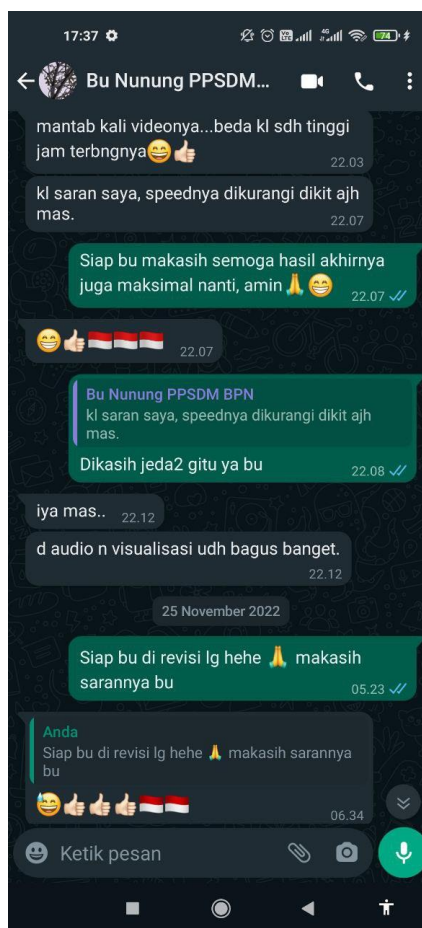 17:37
74
Bu Nunung PPSDM...
mantab kali videonya...beda kl sdh tinggi
jam terbngnya😄👍🏻
22.03
kl saran saya, speednya dikurangi dikit ajh
mas.
22.07
Siap bu makasih semoga hasil akhirnya
juga maksimal nanti, amin🙏😁
22.07
😁👍🏻🇮🇩🇮🇩🇮🇩
22.07
Bu Nunung PPSDM BPN
kl saran saya, speednya dikurangi dikit ajh
mas.
Dikasih jeda2 gitu ya bu
22.08
iya mas..
22.12
d audio n visualisasi udh bagus banget.
22.12
25 November 2022
Siap bu di revisi lg hehe 🙏 makasih
sarannya bu
05.23
Anda
Siap bu di revisi lg hehe 🙏 makasih sarannya
bu
😅👍🏻👍🏻👍🏻🇮🇩🇮🇩
06.34
Ketik pesan